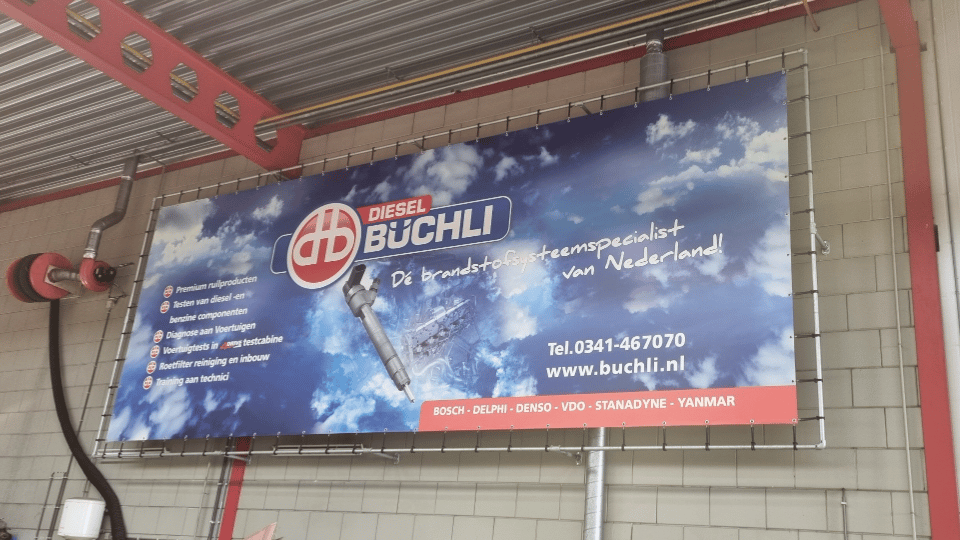 db
DIESEL
BÜCHLI
Dé brandstofsysteemspecialist
van Nederland!
Premium ruilproducten
Testen van diesel -en
benzine componenten
Diagnose aan Voertuigen
Voertuigtests in testcabine
Roetfilter reiniging en inbouw
Training aan technici
Tel.0341-467070
www.buchli.nl
BOSCH - DELPHI - DENSO - VDO - STANADYNE - YANMAR